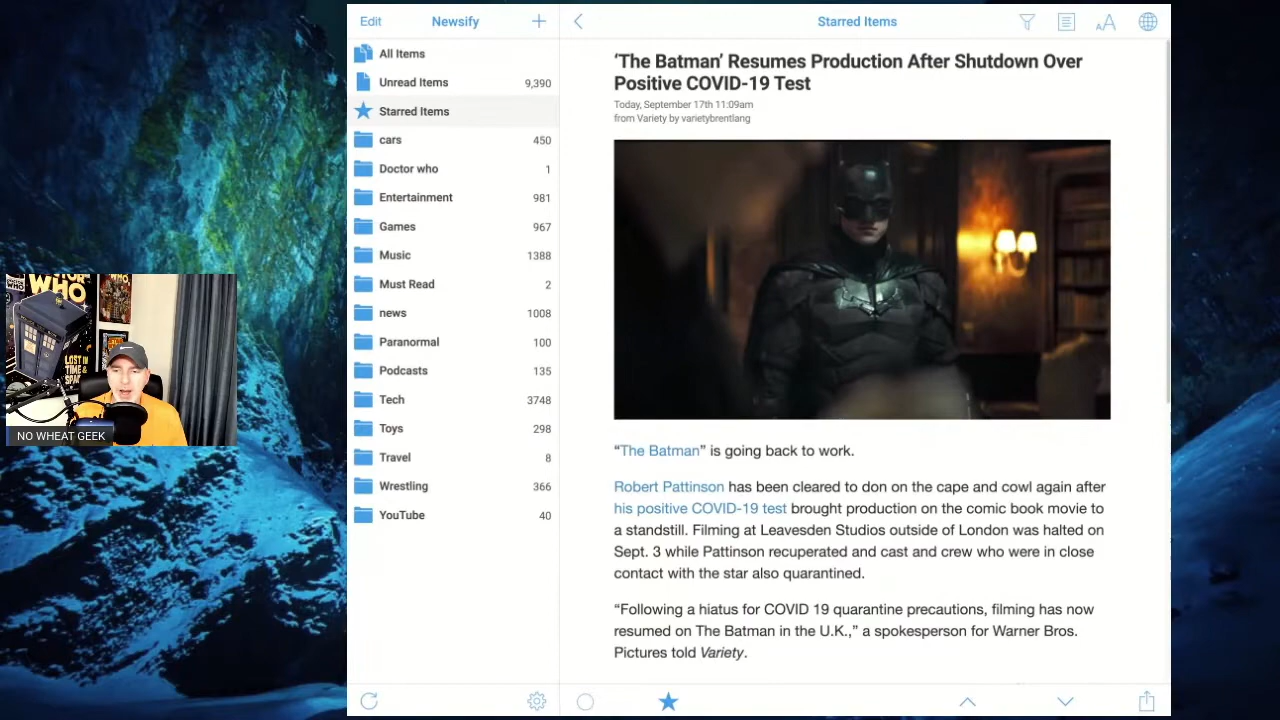 Edit
Newsify
Starred Items
All Items
Unread Items 9,390
Starred Items
cars 450
Doctor who 1
Entertainment 981
Games 967
Music 1388
Must Read 2
news 1008
Paranormal 100
Podcasts 135
Tech 3748
Toys 298
Travel 8
Wrestling 366
YouTube 40
AA
‘The Batman’ Resumes Production After Shutdown Over
Positive COVID-19 Test
Today, September 17th 11:09am
from Variety by varietybrentlang
“The Batman” is going back to work.
Robert Pattinson has been cleared to don on the cape and cowl again after
his positive COVID-19 test brought production on the comic book movie to
a standstill. Filming at Leavesden Studios outside of London was halted on
Sept. 3 while Pattinson recuperated and cast and crew who were in close
contact with the star also quarantined.
“Following a hiatus for COVID 19 quarantine precautions, filming has now
resumed on The Batman in the U.K.,” a spokesperson for Warner Bros.
Pictures told Variety.
WHO
LOST IN
TIME &
SPACE
NO WHEAT GEEK